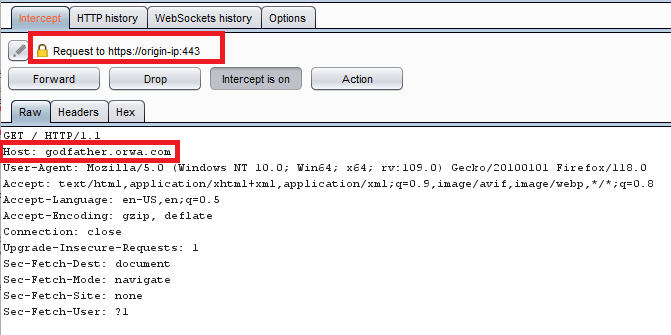 Intercept HTTP history WebSockets history Options
Request to https://origin-ip:443
Forward Drop Intercept is on Action
Raw Headers Hex
GET / HTTP/1.1
Host: godfather.orwa.com
User-Agent: Mozilla/5.0 (Windows NT 10.0; Win64; x64; rv:109.0) Gecko/20100101 Firefox/118.0
Accept: text/html,application/xhtml+xml,application/xml;q=0.9,image/avif,image/webp,*/*;q=0.8
Accept-Language: en-US,en;q=0.5
Accept-Encoding: gzip, deflate
Connection: close
Upgrade-Insecure-Requests: 1
Sec-Fetch-Dest: document
Sec-Fetch-Mode: navigate
Sec-Fetch-Site: none
Sec-Fetch-User: ?1